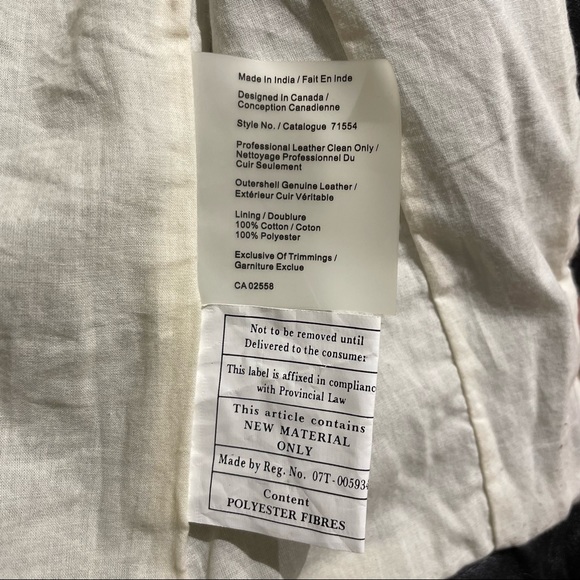 Made In India / Fait En Inde
Designed In Canada /
Conception Canadienne
Style No. / Catalogue 71554
Professional Leather Clean Only /
Nettoyage Professionnel Du
Cuir Seulement
Outershell Genuine Leather /
Extérieur Cuir Véritable
Lining / Doublure
100% Cotton / Coton
100% Polyester
Exclusive Of Trimmings /
Garniture Exclue
CA 02558
Not to be removed until
Delivered to the consumer
This label is affixed in complianc
with Provincial Law
This article contains
NEW MATERIAL
ONLY
Made by Reg. No. 07T-00593
Content
POLYESTER FIBRES